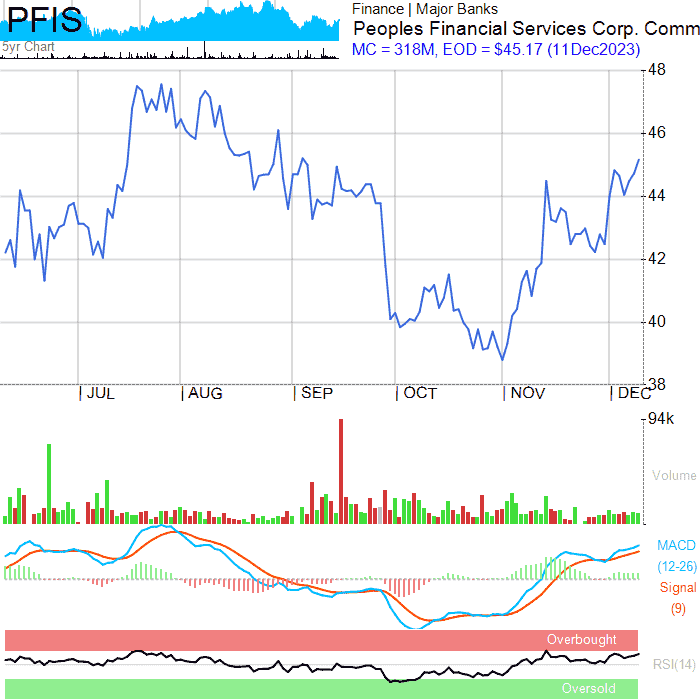 PFIS
5yr Chart
Finance | Major Banks
Peoples Financial Services Corp. Comm
MC = 318M, EOD = $45.17 (11Dec2023)
48
46
44
42
40
38
| JUL | AUG | SEP | OCT | NOV | DEC
94k
Volume
MACD
(12-26)
Signal
(9)
Overbought
RSI(14)
Oversold